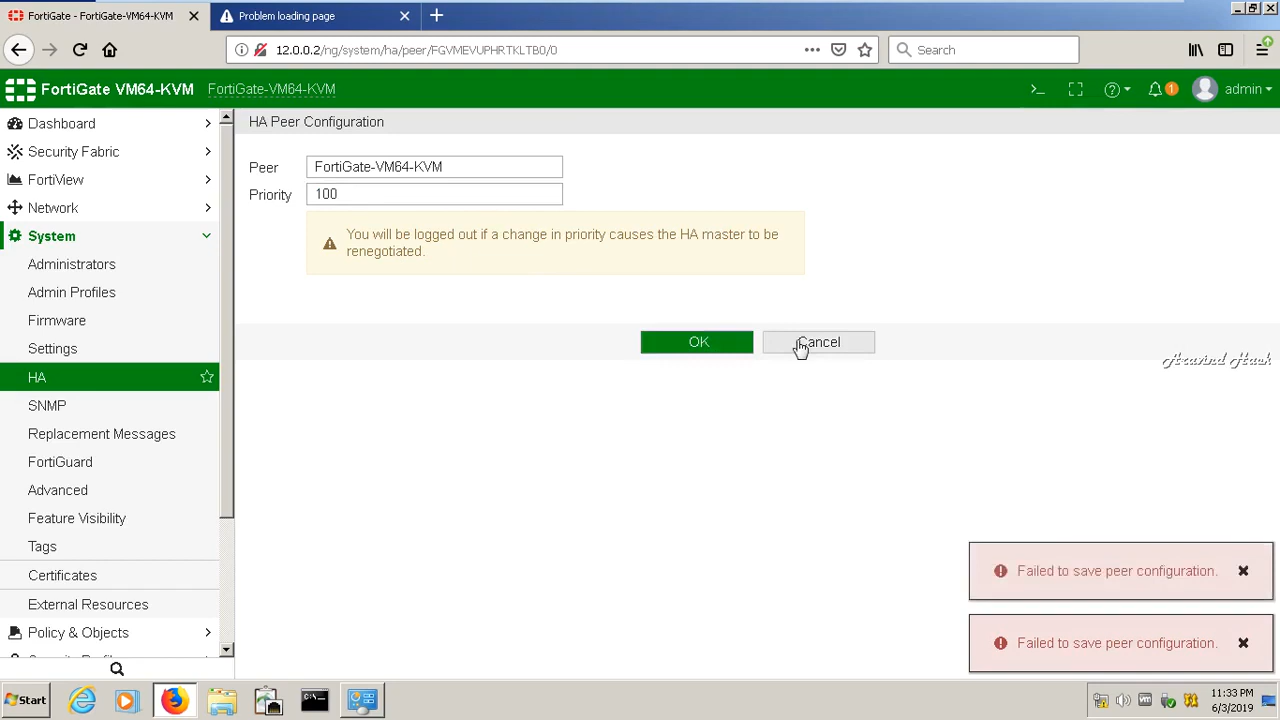 FortiGate - FortiGate-VM64-KVM
Problem loading page
12.0.0.2/ng/system/ha/peer/FGVMEVUPHRTKLTB0/0
Search
FortiGate VM64-KVM
FortiGate-VM64-KVM
1
admin
Dashboard
Security Fabric
FortiView
Network
System
Administrators
Admin Profiles
Firmware
Settings
HA
SNMP
Replacement Messages
FortiGuard
Advanced
Feature Visibility
Tags
Certificates
External Resources
Policy & Objects
HA Peer Configuration
Peer FortiGate-VM64-KVM
Priority 100
You will be logged out if a change in priority causes the HA master to be
renegotiated.
OK Cancel
Aravind Hack
Failed to save peer configuration.
Failed to save peer configuration.
Start
11:33 PM
6/3/2019